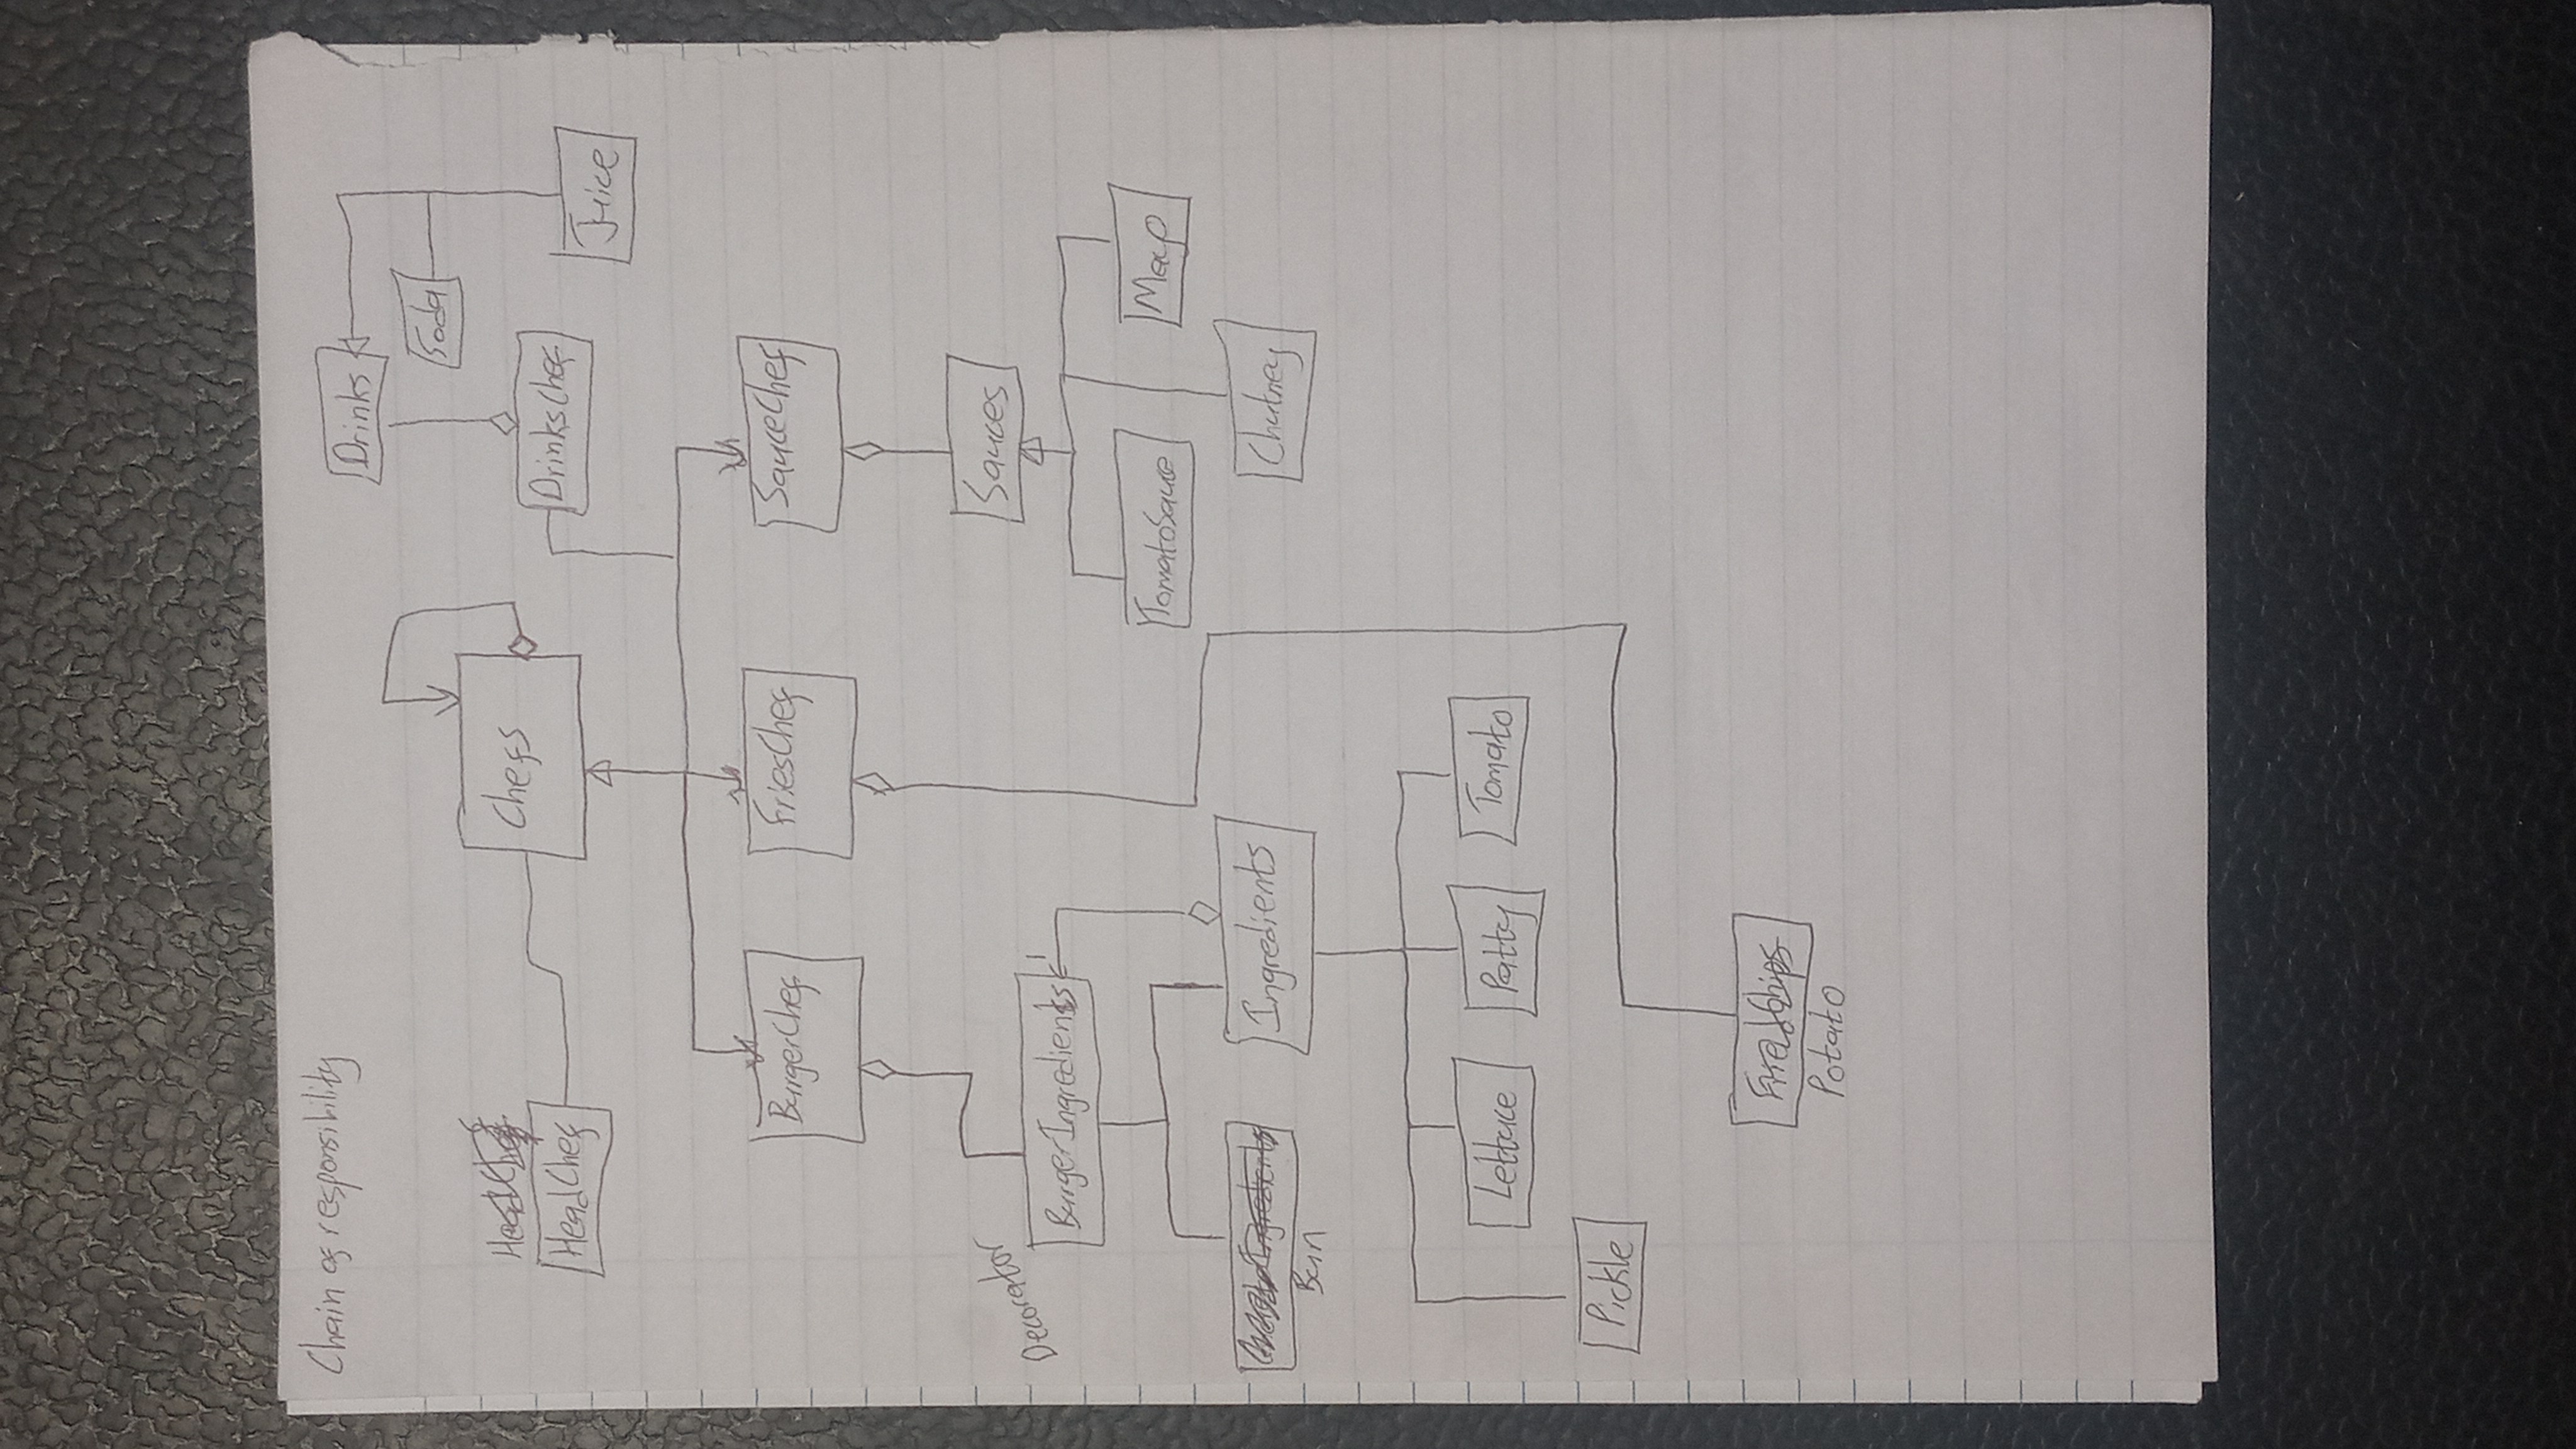 Chain of responsibility
HeadChef
Chefs
Drinks
Soda
Juice
DrinksChef
BurgerChef
FriesChef
SauceChef
Decorator
BurgerIngredients
Sauces
TomatoSauce
Mayo
Chutney
Bun
Ingredients
Pickle
Lettuce
Patty
Tomato
Potato